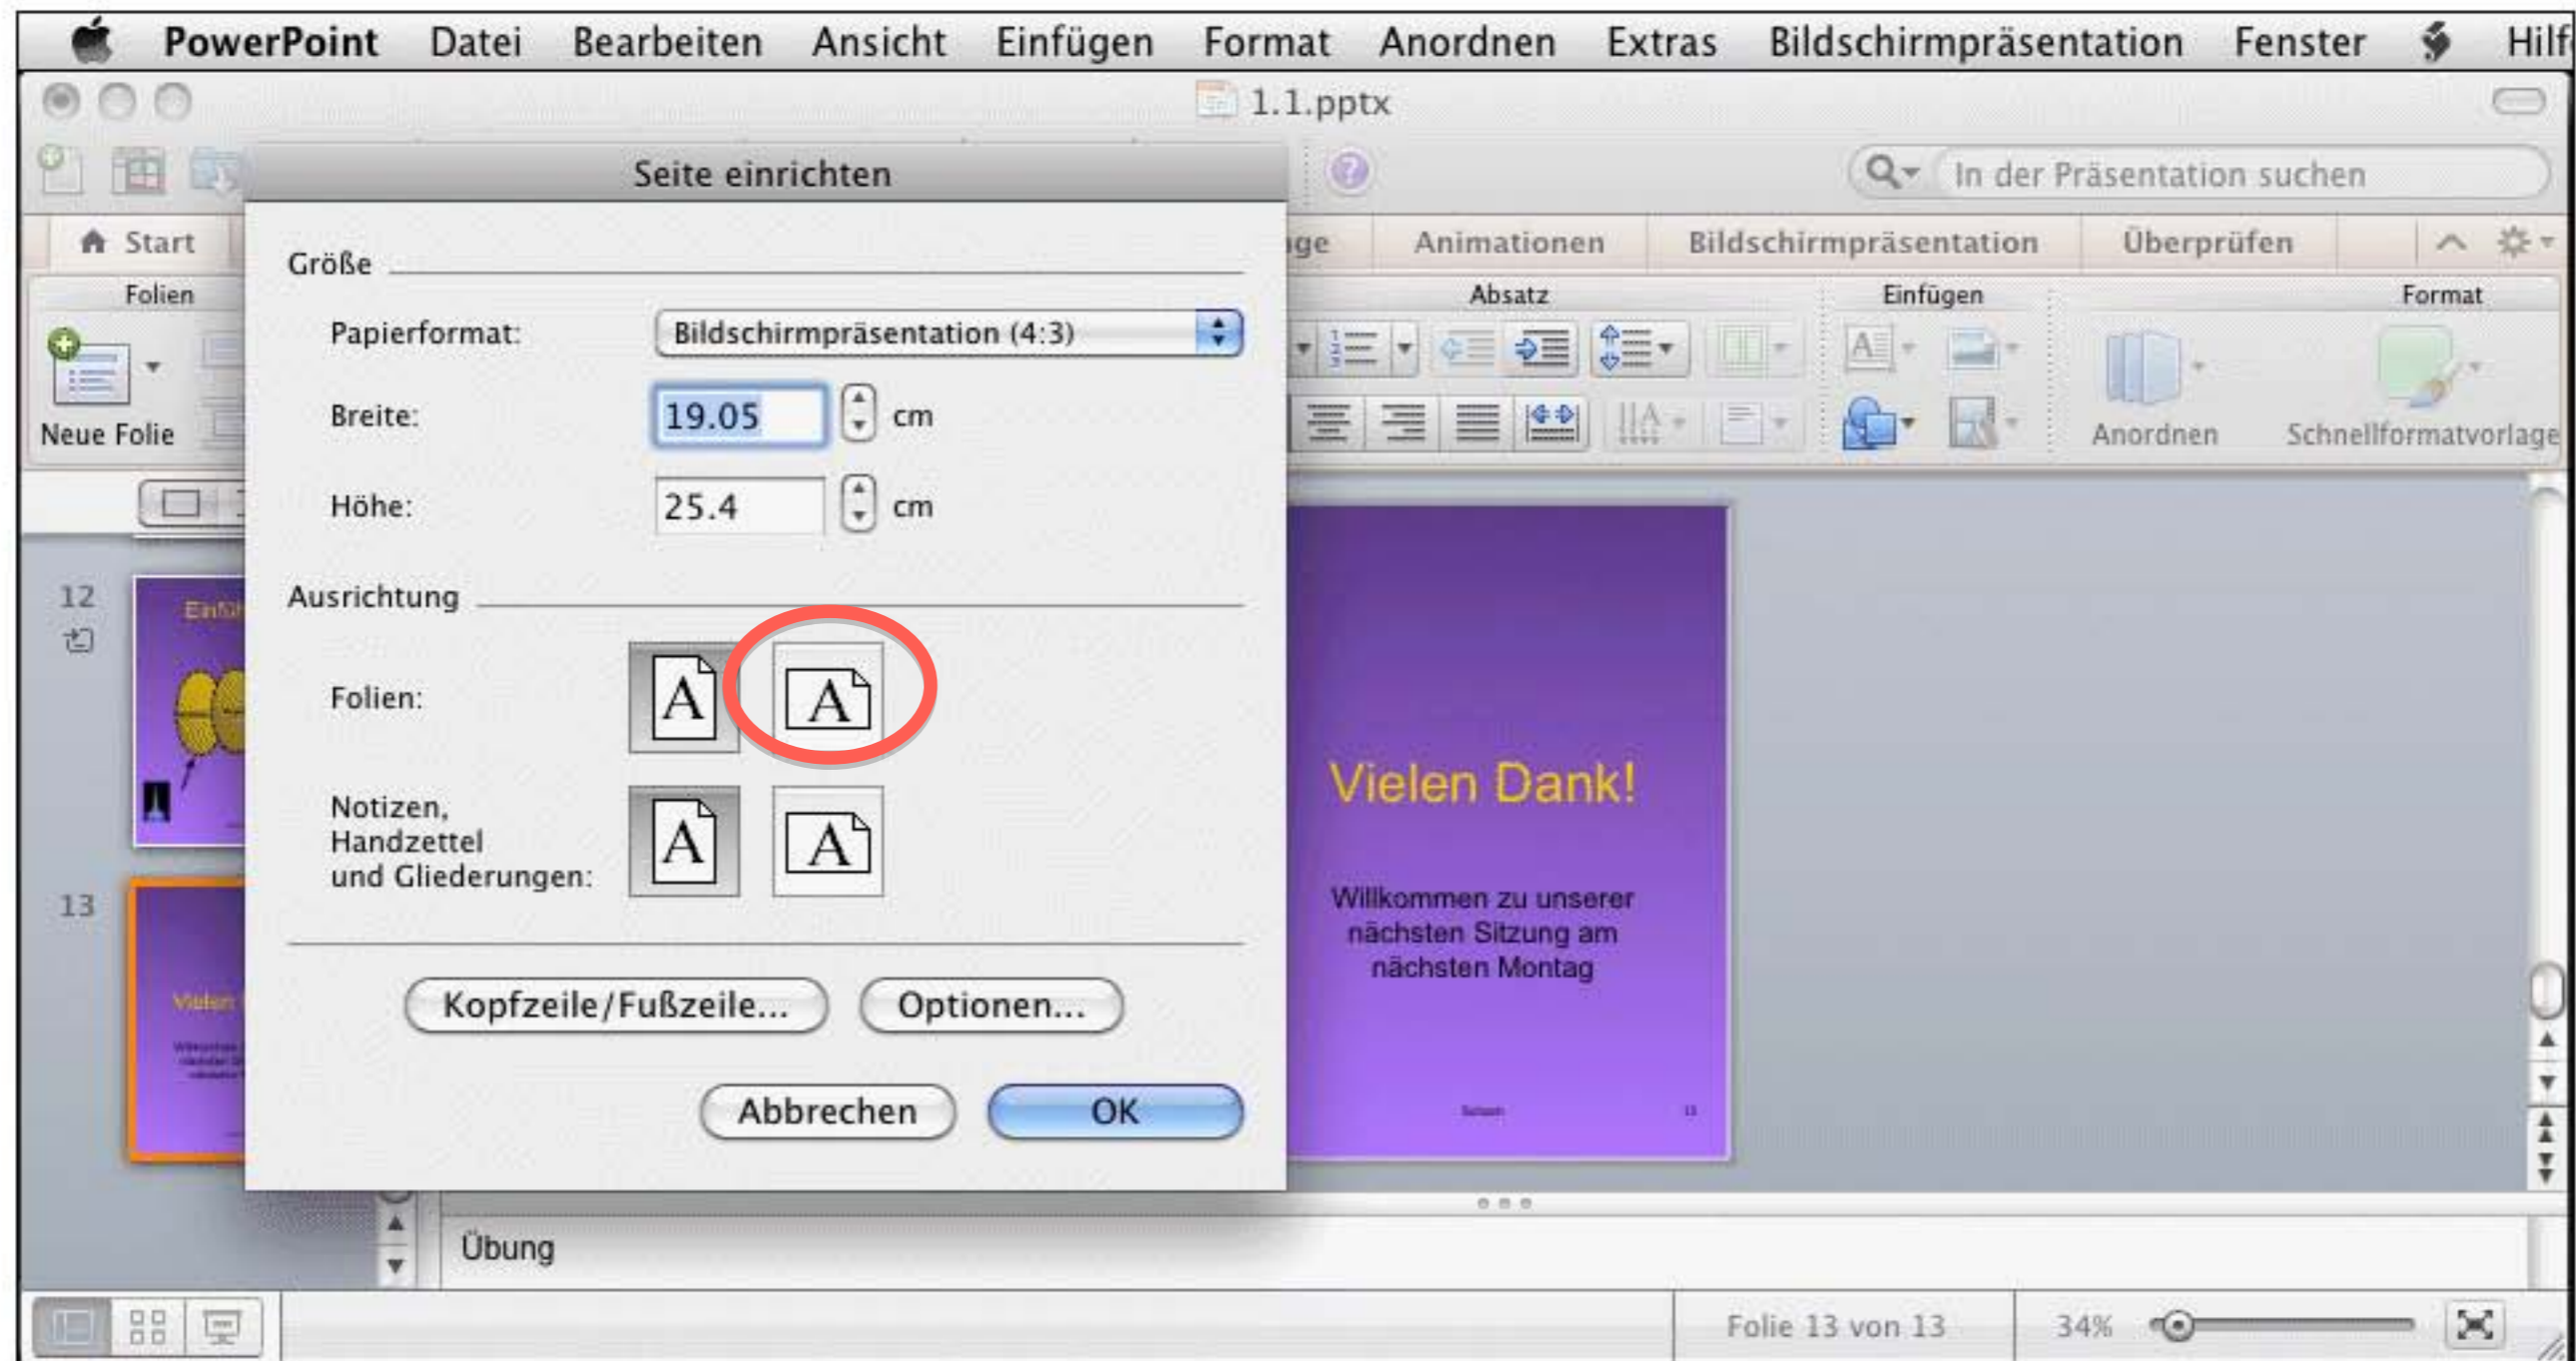 PowerPoint Datei Bearbeiten Ansicht Einfügen Format Anordnen Extras Bildschirmpräsentation Fenster Hilf
1.1.pptx
In der Präsentation suchen
Start
Animationen Bildschirmpräsentation Überprüfen
Folien
Absatz Einfügen Format
Neue Folie
Anordnen Schnellformatvorlage
Seite einrichten
Größe
Papierformat: Bildschirmpräsentation (4:3)
Breite: 19.05 cm
Höhe: 25.4 cm
Ausrichtung
Folien: A A
Notizen,
Handzettel
und Gliederungen: A A
Kopfzeile/Fußzeile... Optionen...
Abbrechen OK
12
13
Vielen Dank!
Willkommen zu unserer
nächsten Sitzung am
nächsten Montag
13
Übung
Folie 13 von 13 34%